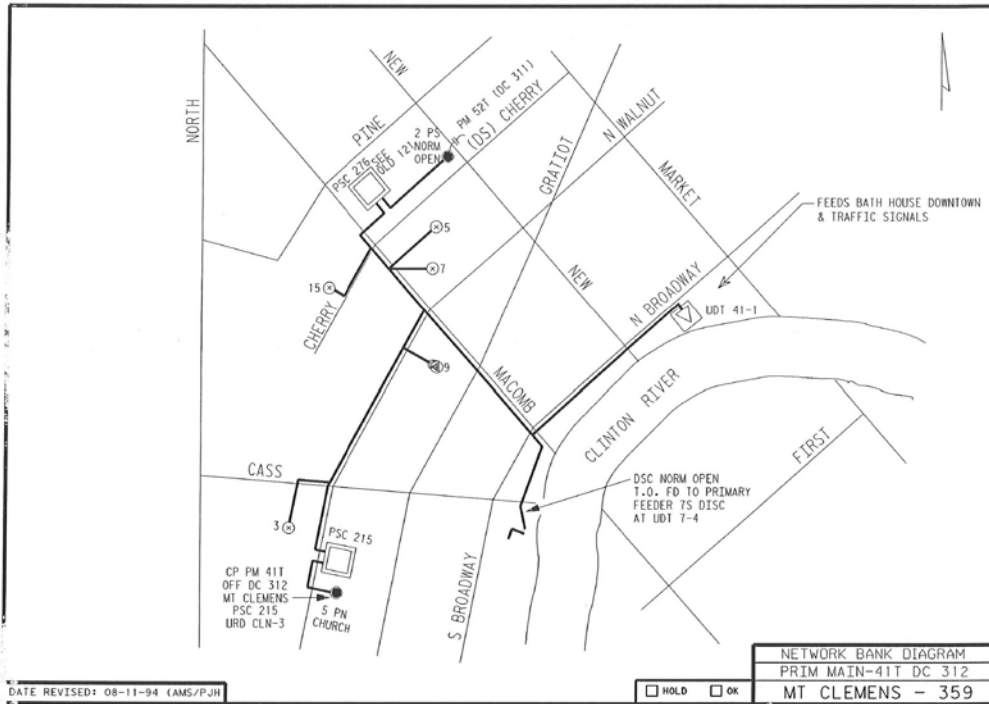 NORTH
NEW
PINE
PM 52T (DC 311)
(DS) CHERRY
2 PS
NORM
OPEN
PSC 276 SEE
OLD 121
N WALNUT
GRATIOT
MARKET
FEEDS BATH HOUSE DOWNTOWN
& TRAFFIC SIGNALS
5
7
15
NEW
N BROADWAY
UDT 41-1
CHERRY
9
MACOMB
CLINTON RIVER
FIRST
CASS
DSC NORM OPEN
T.O. FD TO PRIMARY
FEEDER 7S DISC
AT UDT 7-4
3
PSC 215
CP PM 41T
OFF DC 312
MT CLEMENS
PSC 215
URD CLN-3
5 PN
CHURCH
S BROADWAY
NETWORK BANK DIAGRAM
PRIM MAIN-41T DC 312
MT CLEMENS - 359
HOLD OK
DATE REVISED: 08-11-94 (AMS/PJH